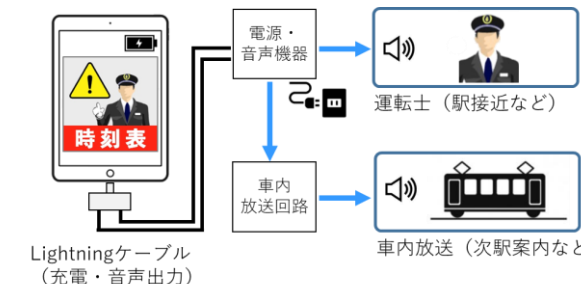 時刻表
電源・
音声機器
運転士（駅接近など）
車内
放送回路
車内放送（次駅案内など
Lightningケーブル
（充電・音声出力）